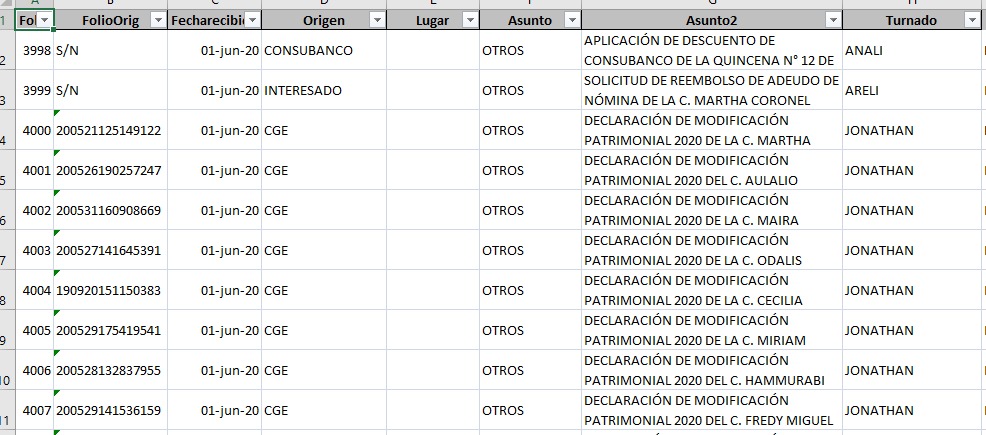 A B C D E F G H
1 Fol FolioOrig Fecharecibi Origen Lugar Asunto Asunto2 Turnado
APLICACIÓN DE DESCUENTO DE
2 3998 S/N 01-jun-20 CONSUBANCO OTROS CONSUBANCO DE LA QUINCENA N° 12 DE ANALI
SOLICITUD DE REEMBOLSO DE ADEUDO DE
3 3999 S/N 01-jun-20 INTERESADO OTROS NÓMINA DE LA C. MARTHA CORONEL ARELI
DECLARACIÓN DE MODIFICACIÓN
4 4000 200521125149122 01-jun-20 CGE OTROS PATRIMONIAL 2020 DE LA C. MARTHA JONATHAN
DECLARACIÓN DE MODIFICACIÓN
5 4001 200526190257247 01-jun-20 CGE OTROS PATRIMONIAL 2020 DEL C. AULALIO JONATHAN
DECLARACIÓN DE MODIFICACIÓN
6 4002 200531160908669 01-jun-20 CGE OTROS PATRIMONIAL 2020 DE LA C. MAIRA JONATHAN
DECLARACIÓN DE MODIFICACIÓN
7 4003 200527141645391 01-jun-20 CGE OTROS PATRIMONIAL 2020 DE LA C. ODALIS JONATHAN
DECLARACIÓN DE MODIFICACIÓN
8 4004 190920151150383 01-jun-20 CGE OTROS PATRIMONIAL 2020 DE LA C. CECILIA JONATHAN
DECLARACIÓN DE MODIFICACIÓN
9 4005 200529175419541 01-jun-20 CGE OTROS PATRIMONIAL 2020 DE LA C. MIRIAM JONATHAN
DECLARACIÓN DE MODIFICACIÓN
10 4006 200528132837955 01-jun-20 CGE OTROS PATRIMONIAL 2020 DEL C. HAMMURABI JONATHAN
DECLARACIÓN DE MODIFICACIÓN
11 4007 200529141536159 01-jun-20 CGE OTROS PATRIMONIAL 2020 DEL C. FREDY MIGUEL JONATHAN